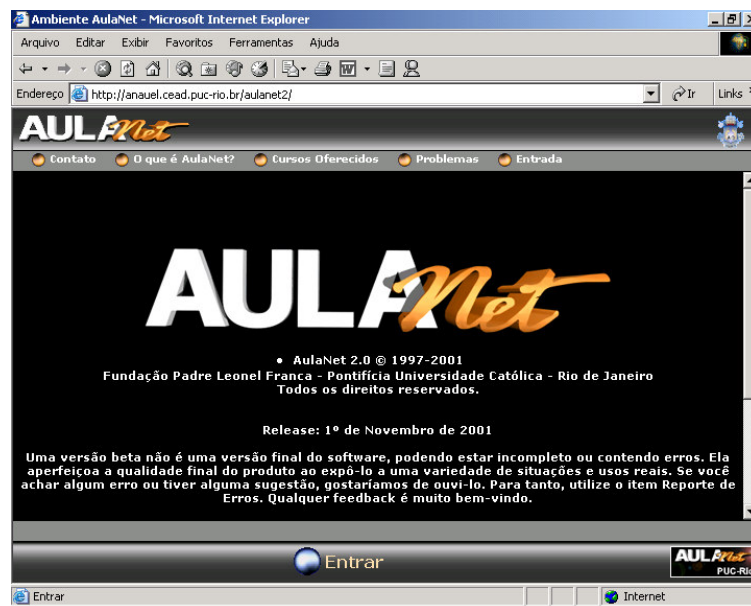 Ambiente AulaNet - Microsoft Internet Explorer
Arquivo Editar Exibir Favoritos Ferramentas Ajuda
Endereço http://anauel.cead.puc-rio.br/aulanet2/ Ir Links
AULANet
Contato O que é AulaNet? Cursos Oferecidos Problemas Entrada
AULANet
• AulaNet 2.0 © 1997-2001
Fundação Padre Leonel Franca - Pontifícia Universidade Católica - Rio de Janeiro
Todos os direitos reservados.
Release: 1º de Novembro de 2001
Uma versão beta não é uma versão final do software, podendo estar incompleto ou contendo erros. Ela
aperfeiçoa a qualidade final do produto ao expô-lo a uma variedade de situações e usos reais. Se você
achar algum erro ou tiver alguma sugestão, gostaríamos de ouvi-lo. Para tanto, utilize o item Reporte de
Erros. Qualquer feedback é muito bem-vindo.
Entrar
AULANet
PUC-Rio
Entrar Internet